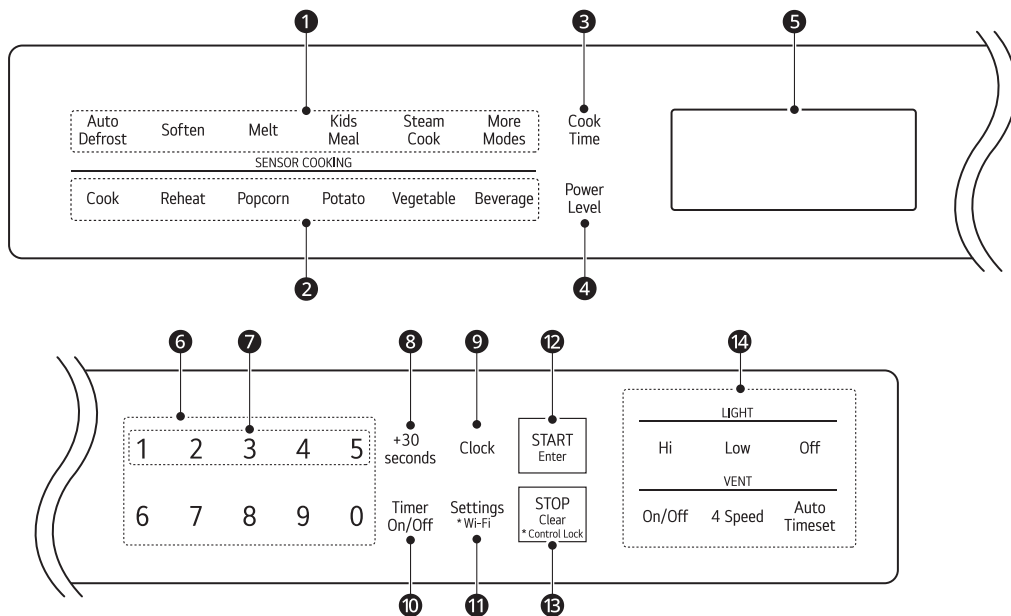 1 3 5
Auto Defrost Soften Melt Kids Meal Steam Cook More Modes Cook Time
SENSOR COOKING
Cook Reheat Popcorn Potato Vegetable Beverage Power Level
2 4
6 7 8 9 12 14
LIGHT
1 2 3 4 5 +30 seconds Clock START Enter Hi Low Off
VENT
6 7 8 9 0 Timer On/Off Settings * Wi-Fi STOP Clear * Control Lock On/Off 4 Speed Auto Timeset
10 11 13